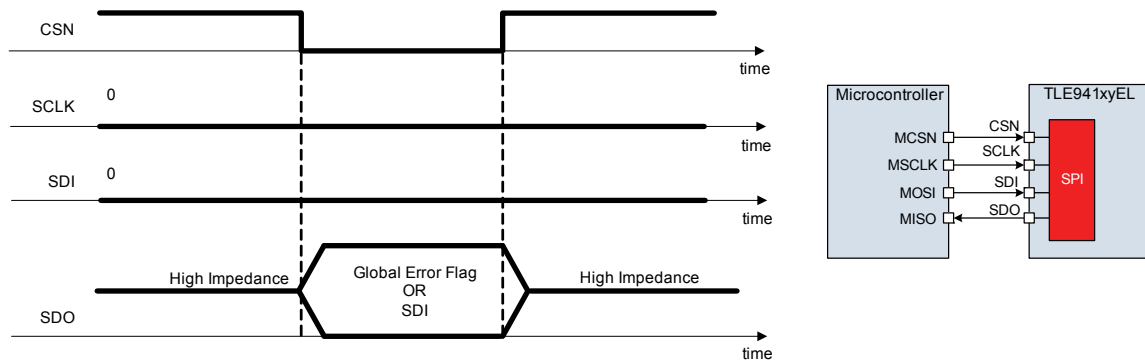 CSN
time
0
SCLK
time
0
SDI
time
High Impedance
Global Error Flag
OR
SDI
High Impedance
SDO
time
Microcontroller
TLE941xyEL
MCSN
CSN
MSCLK
SCLK
MOSI
SDI
MISO
SDO
SPI